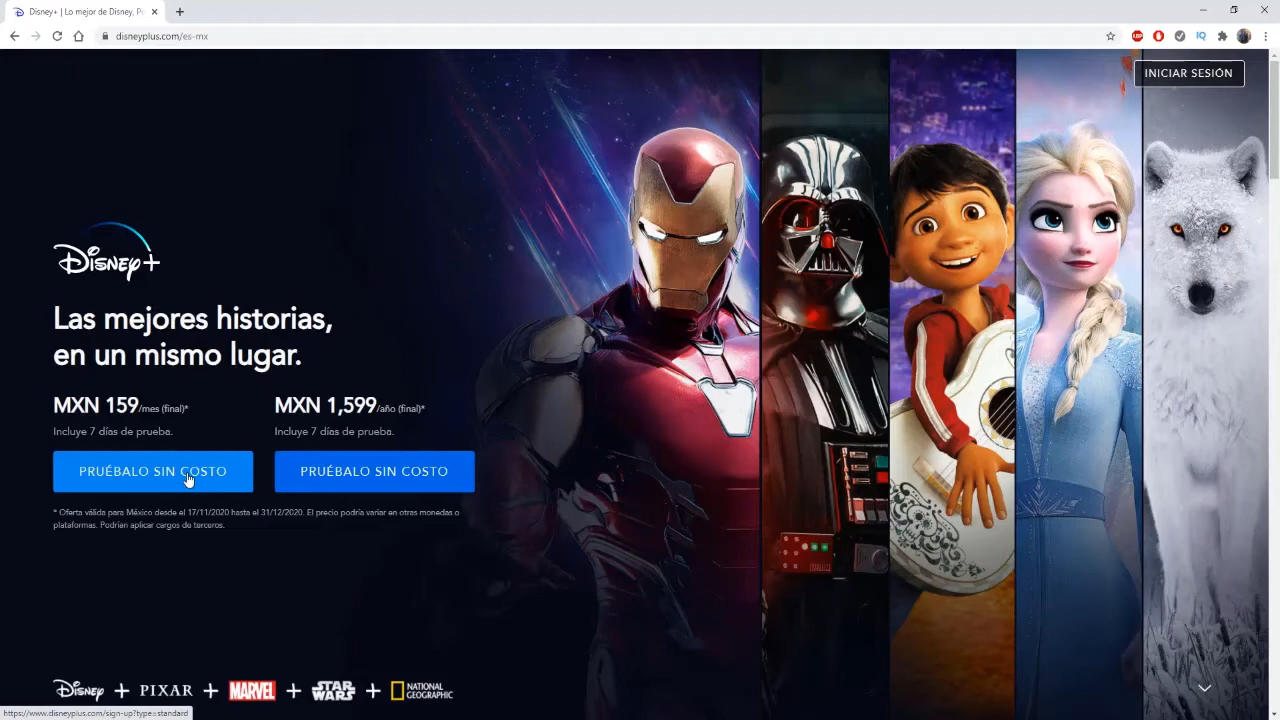 Disney+ | Lo mejor de Disney, P
disneyplus.com/es-mx
ABP
IQ
INICIAR SESIÓN
Disney+
Las mejores historias,
en un mismo lugar.
MXN 159/mes (final)*
Incluye 7 días de prueba.
PRUÉBALO SIN COSTO
MXN 1,599/año (final)*
Incluye 7 días de prueba.
PRUÉBALO SIN COSTO
* Oferta válida para México desde el 17/11/2020 hasta el 31/12/2020. El precio podría variar en otras monedas o
plataformas. Podrían aplicar cargos de terceros.
Disney + PIXAR + MARVEL + STAR WARS + NATIONAL GEOGRAPHIC
https://www.disneyplus.com/sign-up?type=standard